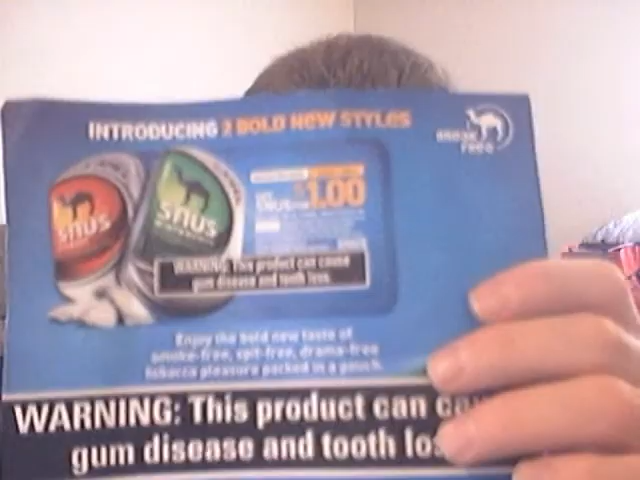 INTRODUCING 2 BOLD NEW STYLES
BREAK
FREE
snus
snus
$1.00
WARNING: This product can cause
gum disease and tooth loss.
Enjoy the bold new taste of
smoke-free, spit-free, drama-free
tobacco pleasure packed in a pouch.
WARNING: This product can ca
gum disease and tooth los